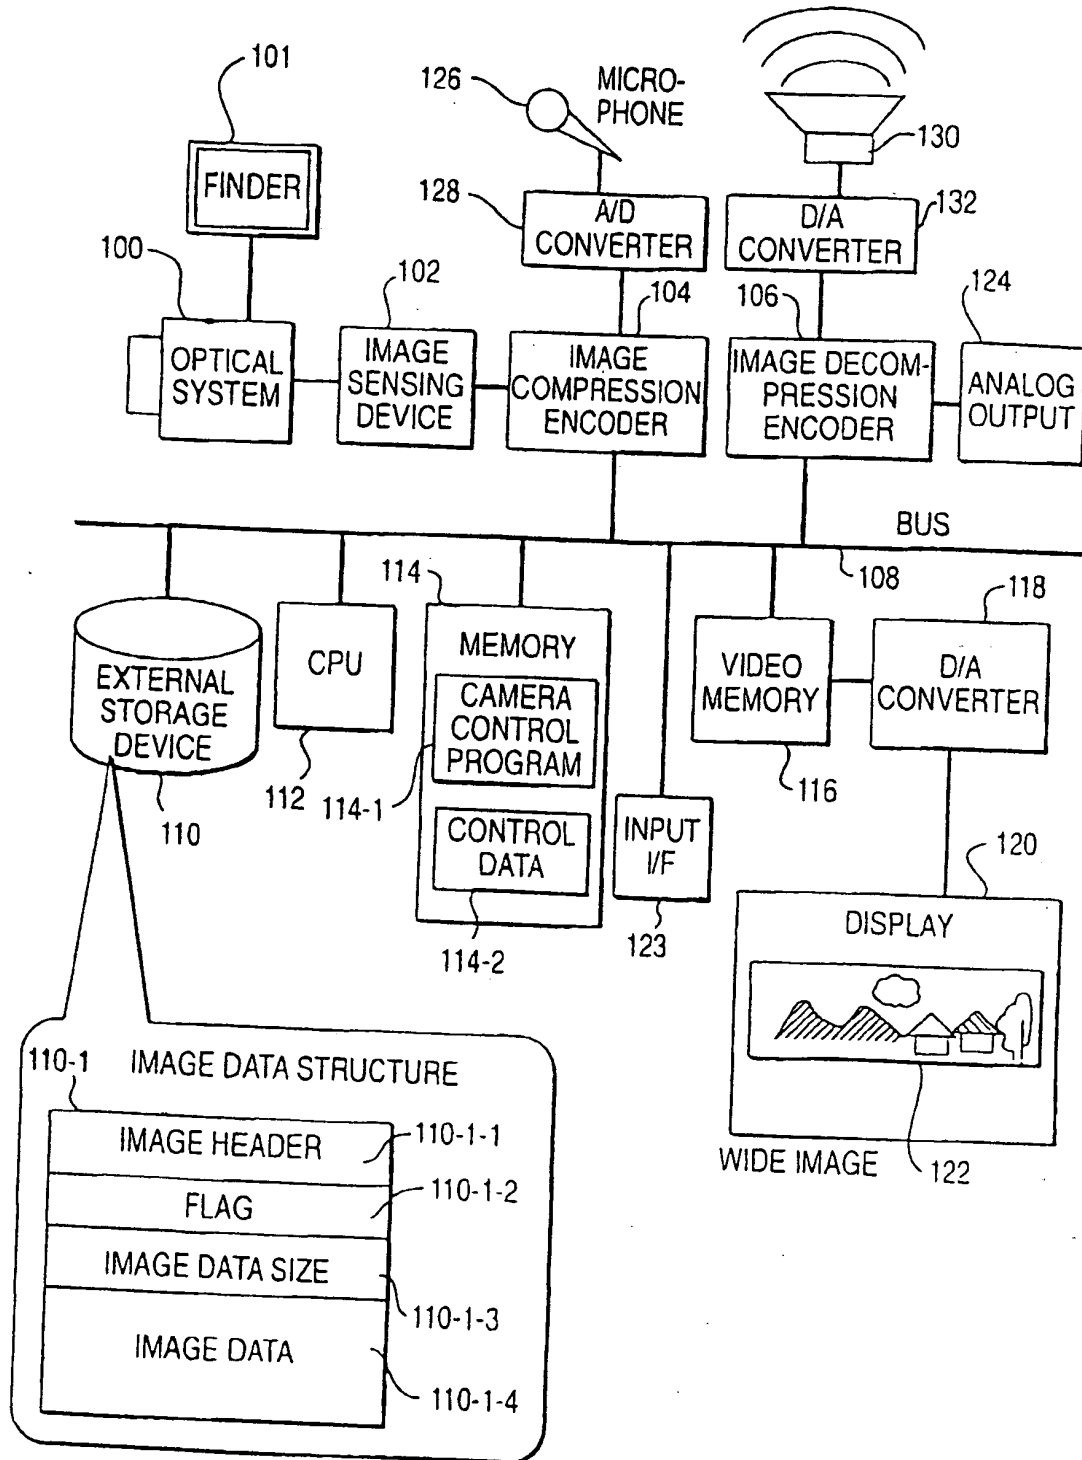 101
FINDER
126
MICRO-
PHONE
130
128
A/D
CONVERTER
D/A
CONVERTER
132
100
OPTICAL
SYSTEM
102
IMAGE
SENSING
DEVICE
104
IMAGE
COMPRESSION
ENCODER
106
IMAGE DECOM-
PRESSION
ENCODER
124
ANALOG
OUTPUT
BUS
108
EXTERNAL
STORAGE
DEVICE
110
CPU
112
114
MEMORY
CAMERA
CONTROL
PROGRAM
114-1
CONTROL
DATA
114-2
INPUT
I/F
123
VIDEO
MEMORY
116
118
D/A
CONVERTER
120
DISPLAY
WIDE IMAGE
122
110-1
IMAGE DATA STRUCTURE
IMAGE HEADER
110-1-1
FLAG
110-1-2
IMAGE DATA SIZE
110-1-3
IMAGE DATA
110-1-4